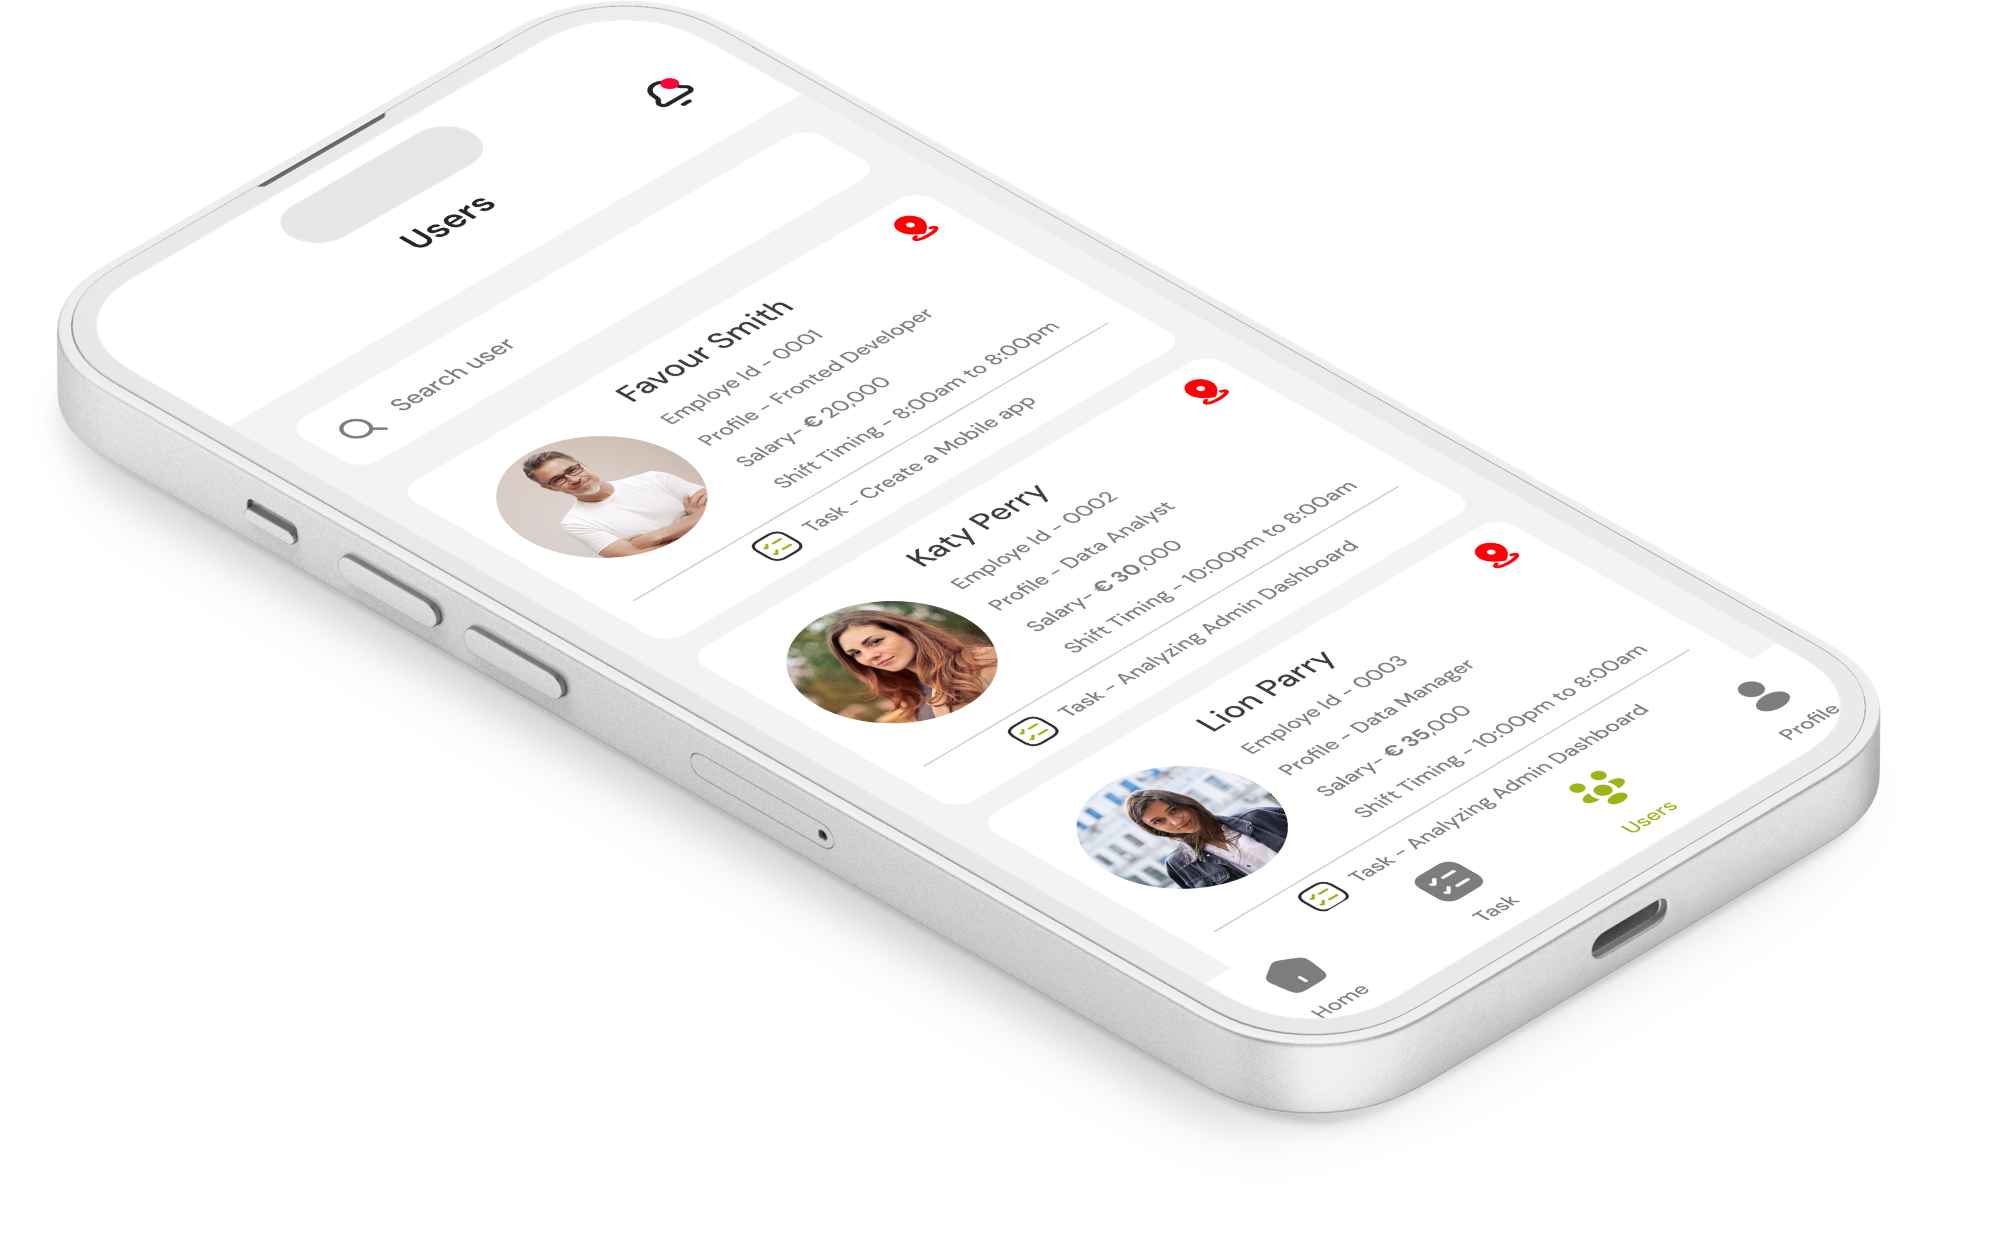 Users
Search user
Favour Smith
Employe Id - 0001
Profile - Fronted Developer
Salary- € 20,000
Shift Timing - 8:00am to 8:00pm
Task - Create a Mobile app
Katy Perry
Employe Id - 0002
Profile - Data Analyst
Salary- € 30,000
Shift Timing - 10:00pm to 8:00am
Task - Analyzing Admin Dashboard
Lion Parry
Employe Id - 0003
Profile - Data Manager
Salary- € 35,000
Shift Timing - 10:00pm to 8:00am
Task - Analyzing Admin Dashboard
Home
Task
Users
Profile